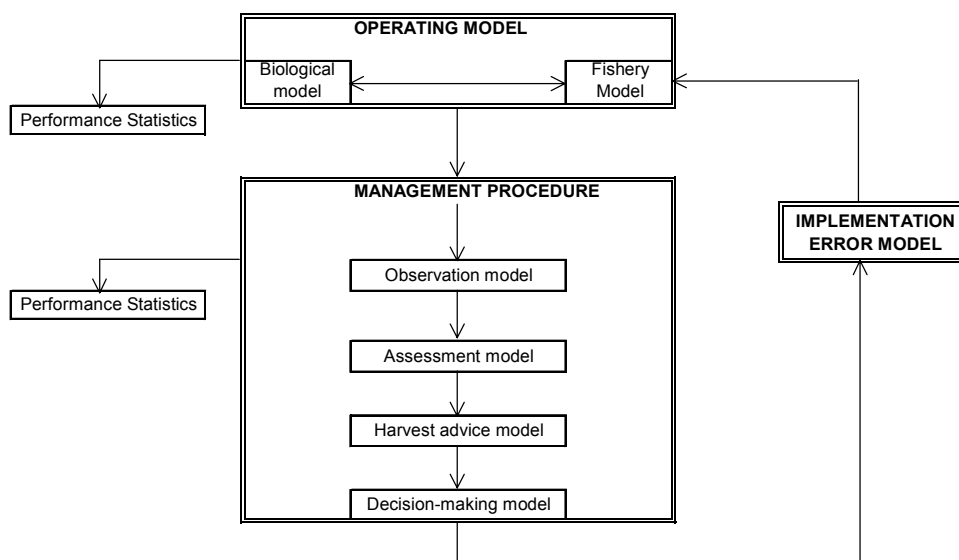 OPERATING MODEL
Biological
model
Fishery
Model
Performance Statistics
MANAGEMENT PROCEDURE
IMPLEMENTATION
ERROR MODEL
Observation model
Performance Statistics
Assessment model
Harvest advice model
Decision-making model